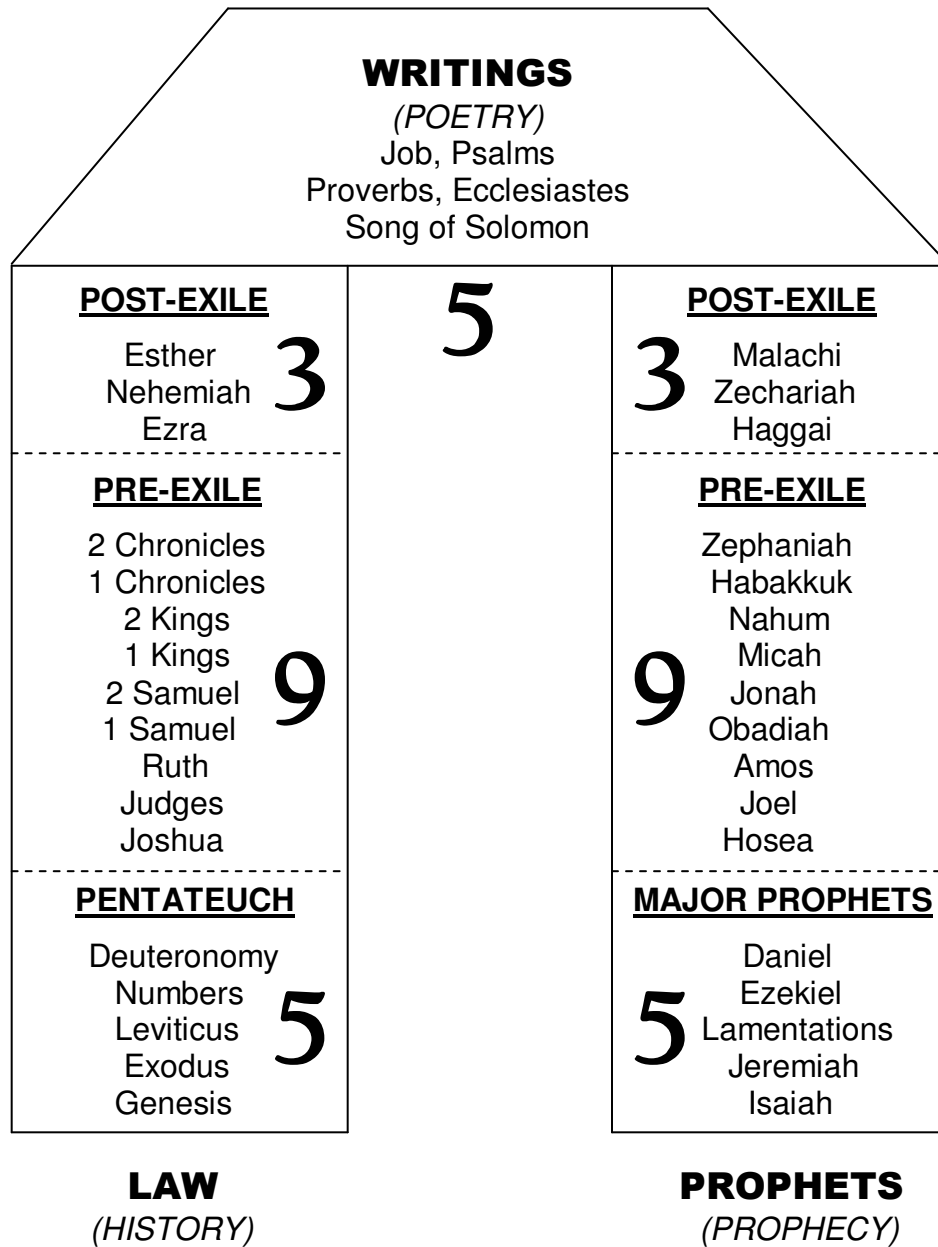 WRITINGS
(POETRY)
Job, Psalms
Proverbs, Ecclesiastes
Song of Solomon
5
POST-EXILE
Esther
Nehemiah
Ezra
3
PRE-EXILE
2 Chronicles
1 Chronicles
2 Kings
1 Kings
2 Samuel
1 Samuel
Ruth
Judges
Joshua
9
PENTATEUCH
Deuteronomy
Numbers
Leviticus
Exodus
Genesis
5
LAW
(HISTORY)
POST-EXILE
3
Malachi
Zechariah
Haggai
PRE-EXILE
Zephaniah
Habakkuk
Nahum
Micah
Jonah
Obadiah
Amos
Joel
Hosea
9
MAJOR PROPHETS
Daniel
Ezekiel
Lamentations
Jeremiah
Isaiah
5
PROPHETS
(PROPHECY)